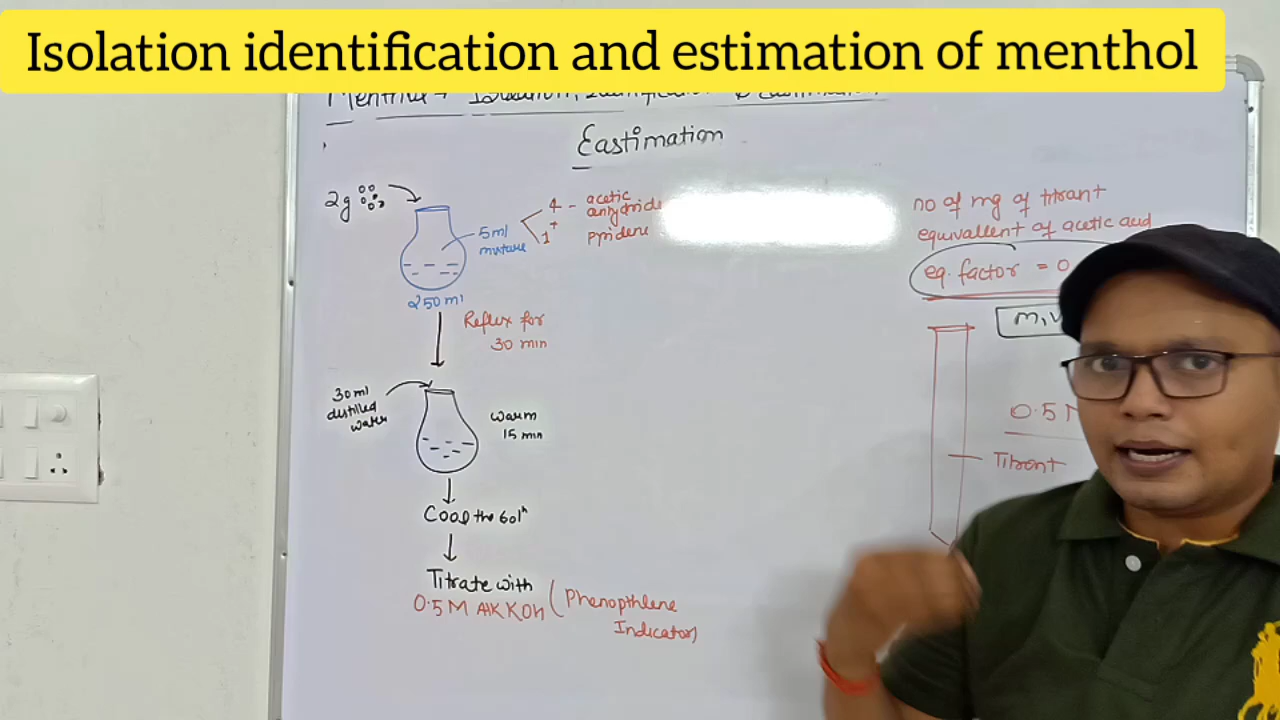 Isolation identification and estimation of menthol
Eastimation
2g
5ml
mixture
4 - acetic
anhydride
+
1 pyridene
250 ml
Reflux for
30 min
30 ml
distilled
water
Warm
15 min
Cool the solⁿ
Titrate with
0.5 M Alk KOH
(Phenopthlene
Indicator)
no of mg of titrant
equivallent of acetic acid
eq. factor = 0
m, v
0.5
Titrant